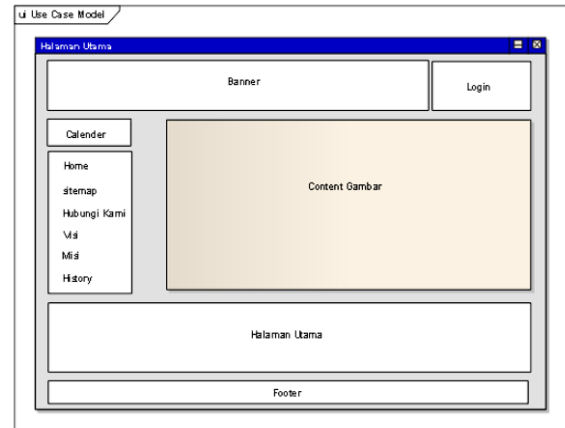 ui Use Case Model
Halaman Utama
Banner
Login
Calender
Home
sitemap
Hubungi Kami
Visi
Misi
History
Content Gambar
Halaman Utama
Footer